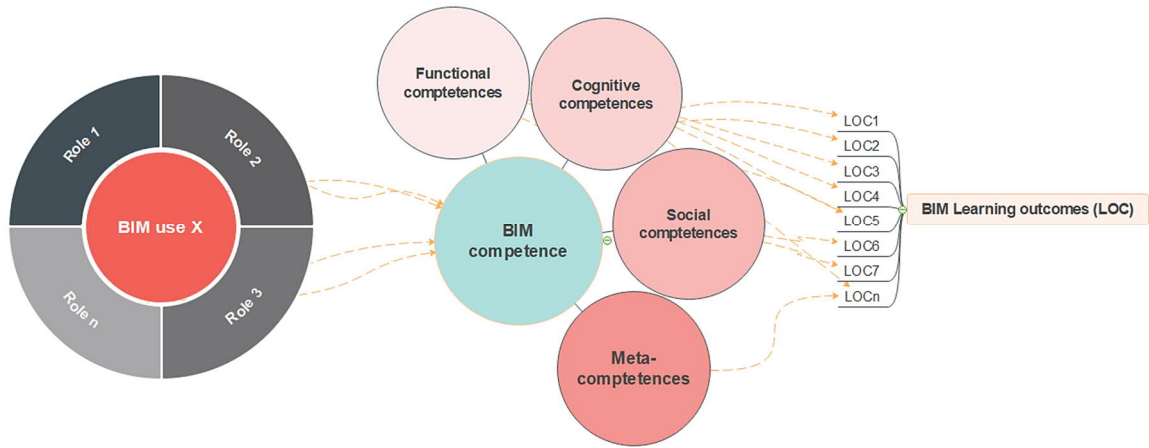 Role 1
Role 2
BIM use X
Role n
Role 3
BIM
competence
Functional
comptetences
Cognitive
competences
Social
comptetences
Meta-
comptetences
LOC1
LOC2
LOC3
LOC4
LOC5
LOC6
LOC7
LOCn
BIM Learning outcomes (LOC)